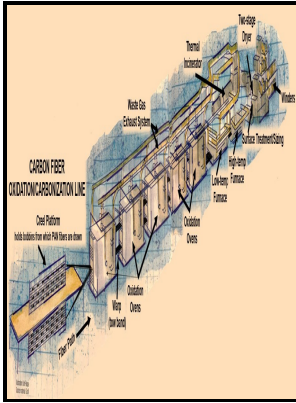 Two-stage
Dryer
Thermal
Incinerator
Winders
Waste Gas
Exhaust System
Surface Treatment/Sizing
High-temp
Furnace
Low-temp
Furnace
CARBON FIBER
OXIDATION/CARBONIZATION LINE
Oxidation
Ovens
Creel Platform
holds bobbins from which PAN fibers are drawn
Oxidation
Ovens
Warp
(tow band)
Fiber Path